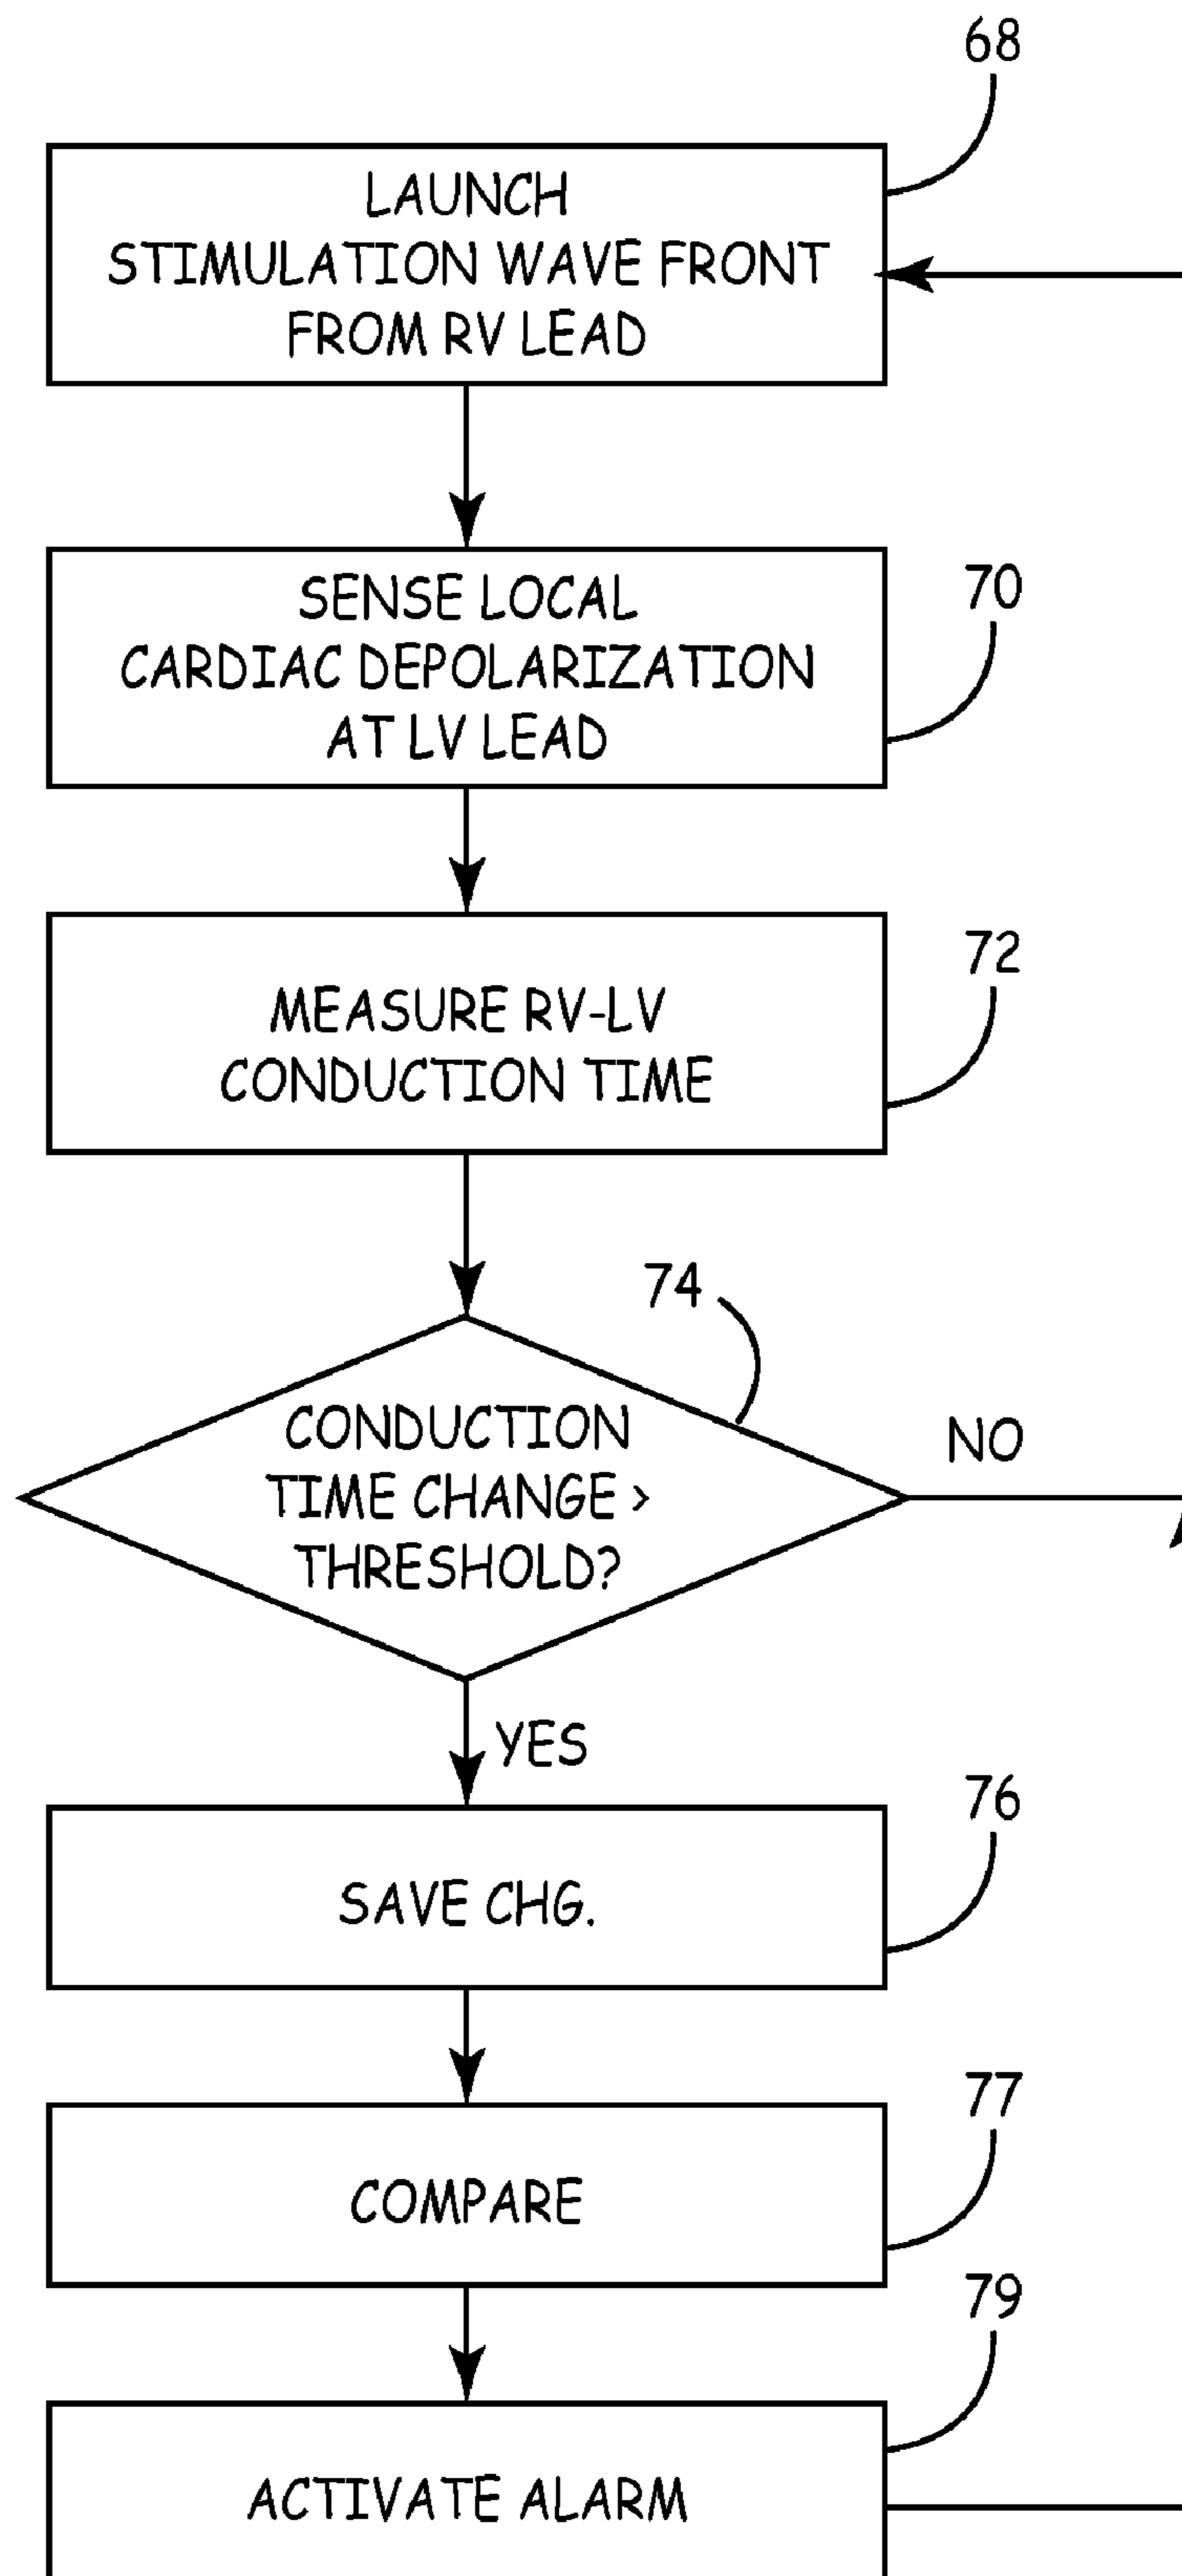 68
LAUNCH
STIMULATION WAVE FRONT
FROM RV LEAD
70
SENSE LOCAL
CARDIAC DEPOLARIZATION
AT LV LEAD
72
MEASURE RV-LV
CONDUCTION TIME
74
CONDUCTION
TIME CHANGE >
THRESHOLD?
NO
YES
76
SAVE CHG.
77
COMPARE
79
ACTIVATE ALARM